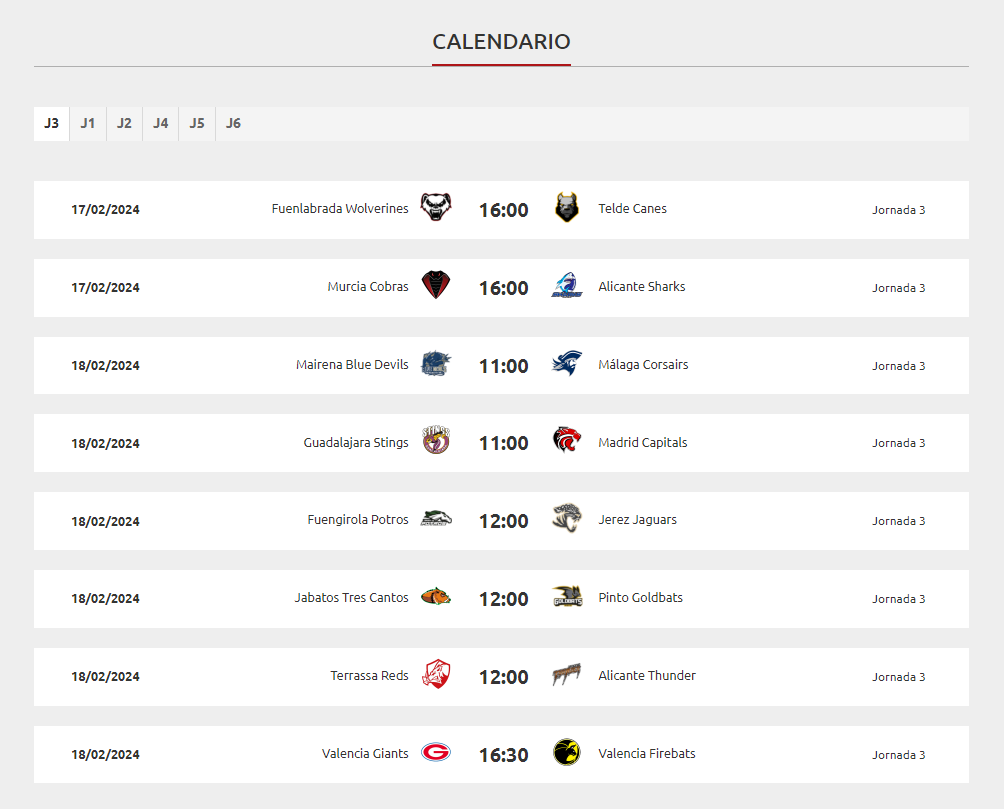 CALENDARIO
J3 J1 J2 J4 J5 J6
17/02/2024 Fuenlabrada Wolverines 16:00 Telde Canes Jornada 3
17/02/2024 Murcia Cobras 16:00 Alicante Sharks Jornada 3
18/02/2024 Mairena Blue Devils 11:00 Málaga Corsairs Jornada 3
18/02/2024 Guadalajara Stings STINGS 11:00 Madrid Capitals Jornada 3
18/02/2024 Fuengirola Potros 12:00 Jerez Jaguars Jornada 3
18/02/2024 Jabatos Tres Cantos 12:00 GOLDBATS Pinto Goldbats Jornada 3
18/02/2024 Terrassa Reds 12:00 Alicante Thunder Jornada 3
18/02/2024 Valencia Giants G 16:30 Valencia Firebats Jornada 3